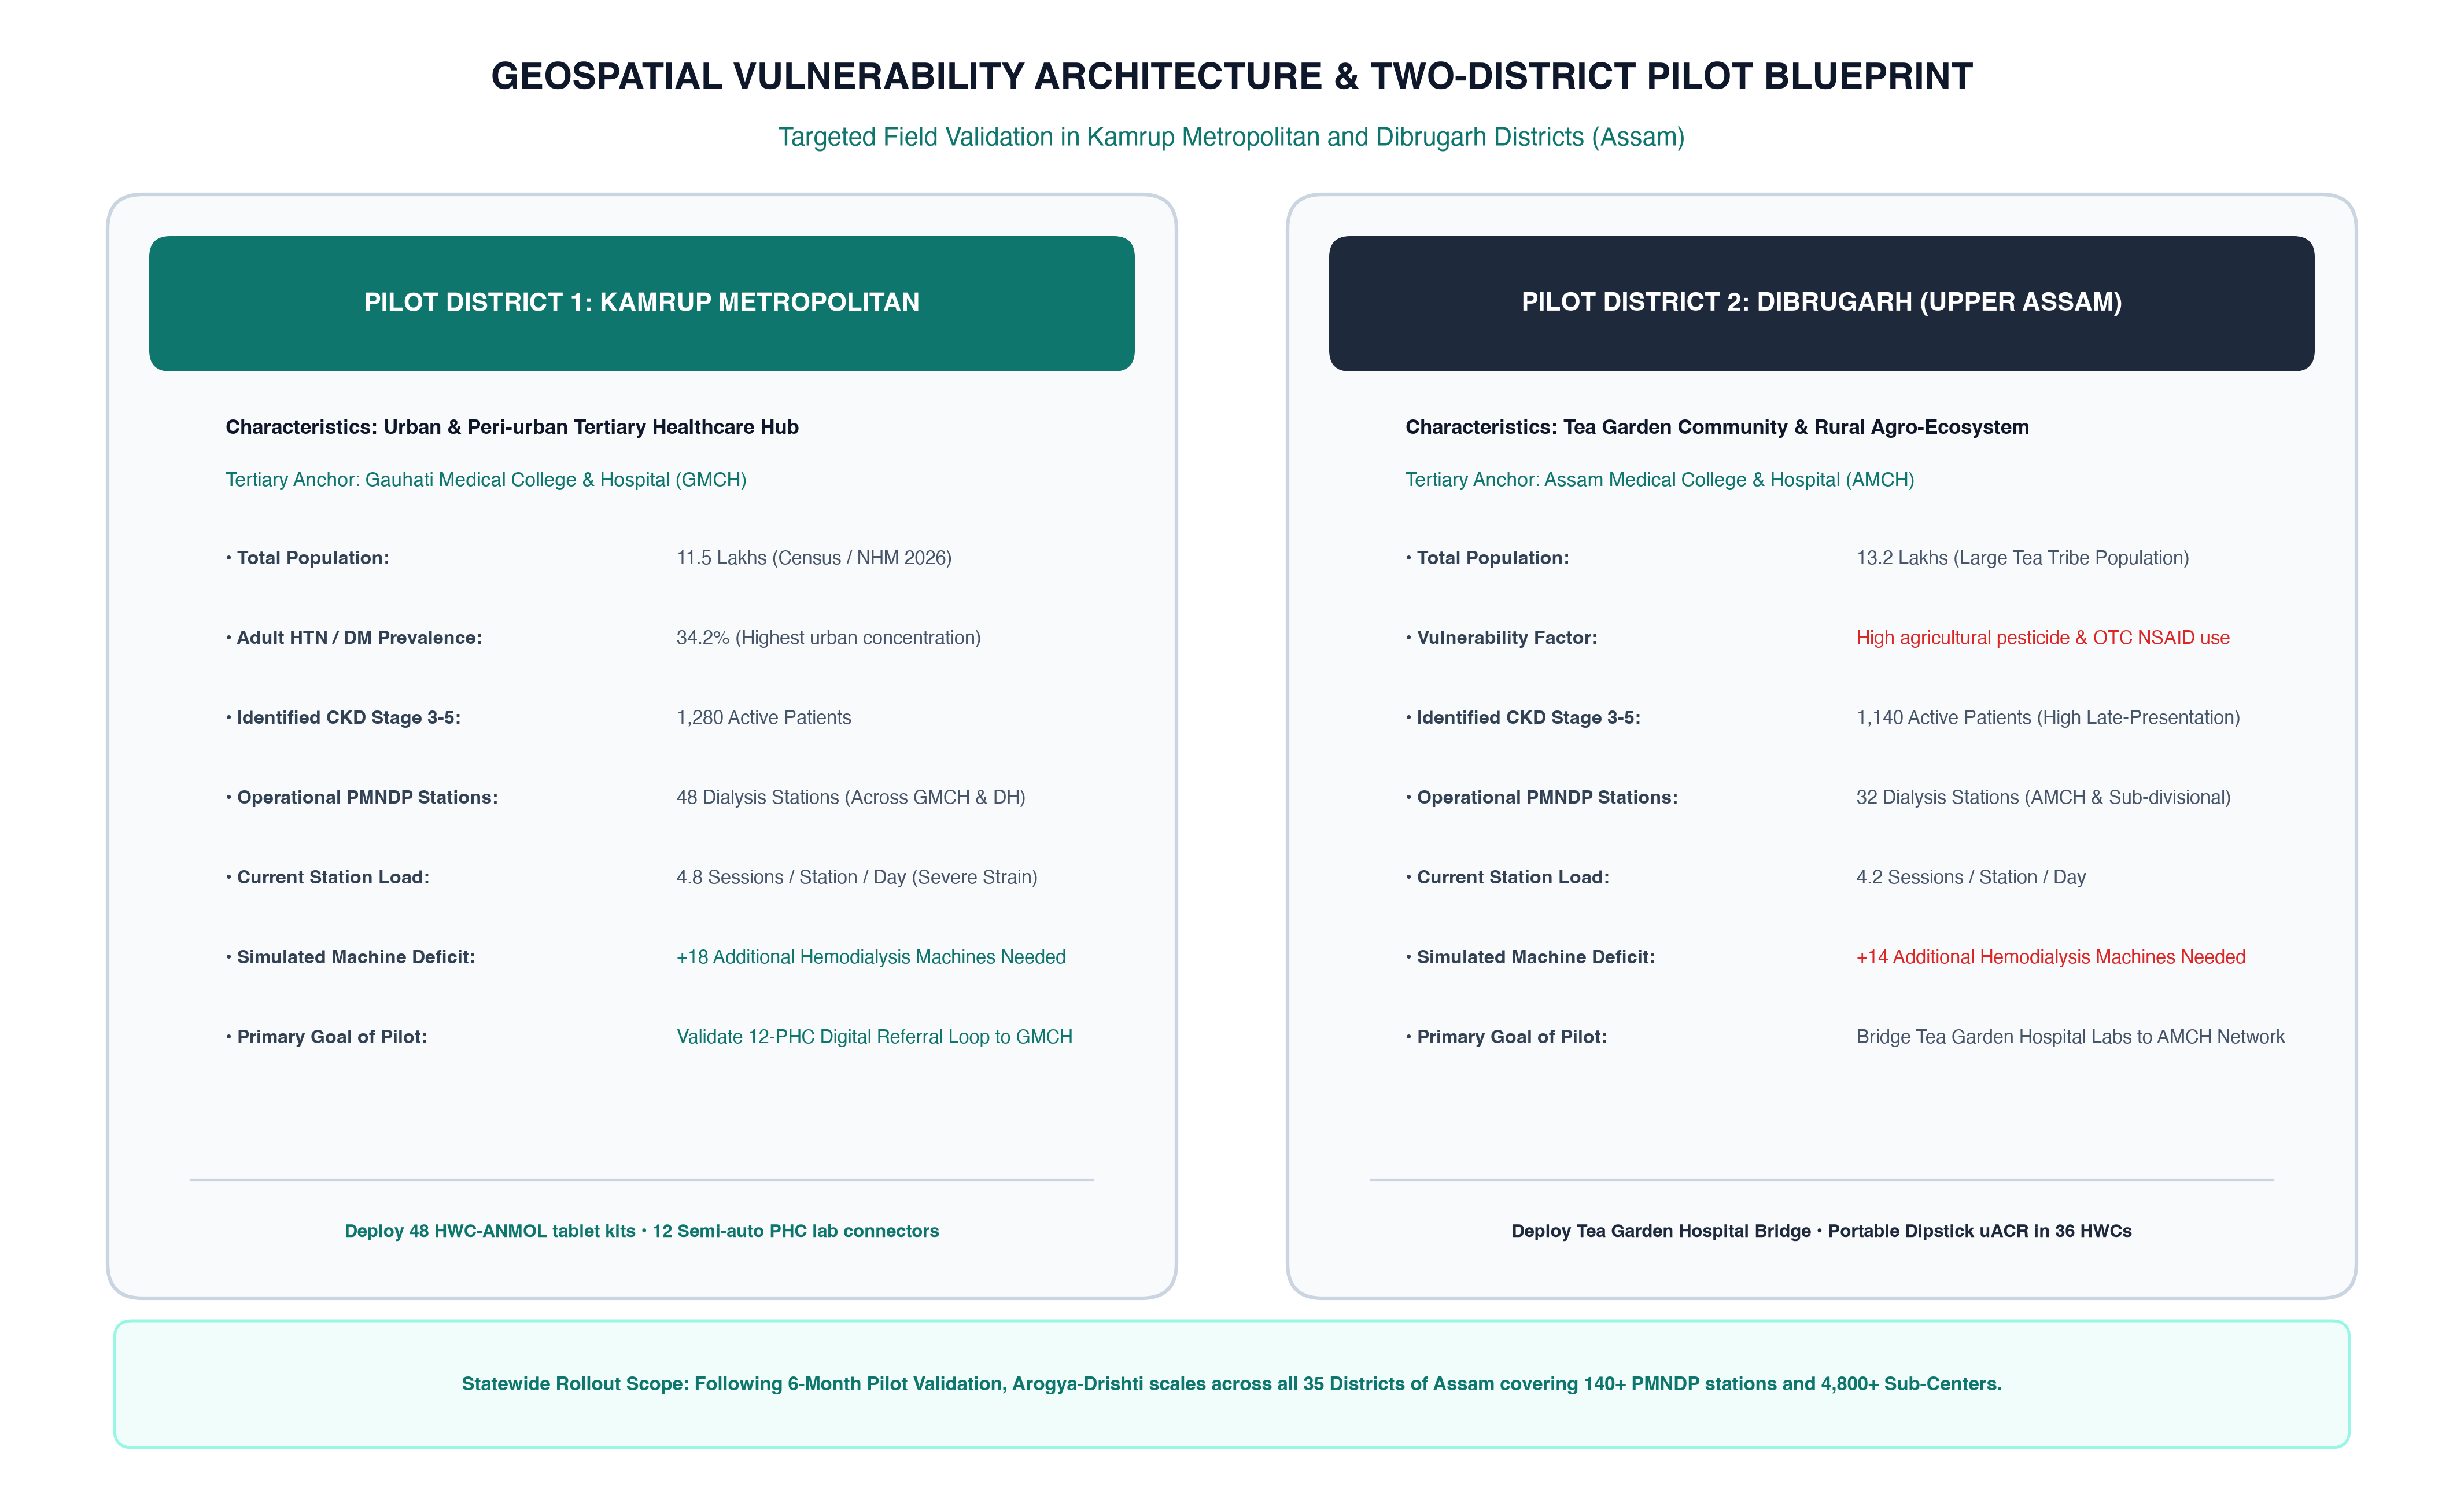 GEOSPATIAL VULNERABILITY ARCHITECTURE & TWO-DISTRICT PILOT BLUEPRINT
Targeted Field Validation in Kamrup Metropolitan and Dibrugarh Districts (Assam)
PILOT DISTRICT 1: KAMRUP METROPOLITAN
Characteristics: Urban & Peri-urban Tertiary Healthcare Hub
Tertiary Anchor: Gauhati Medical College & Hospital (GMCH)
• Total Population: 11.5 Lakhs (Census / NHM 2026)
• Adult HTN / DM Prevalence: 34.2% (Highest urban concentration)
• Identified CKD Stage 3-5: 1,280 Active Patients
• Operational PMNDP Stations: 48 Dialysis Stations (Across GMCH & DH)
• Current Station Load: 4.8 Sessions / Station / Day (Severe Strain)
• Simulated Machine Deficit: +18 Additional Hemodialysis Machines Needed
• Primary Goal of Pilot: Validate 12-PHC Digital Referral Loop to GMCH
Deploy 48 HWC-ANMOL tablet kits • 12 Semi-auto PHC lab connectors
PILOT DISTRICT 2: DIBRUGARH (UPPER ASSAM)
Characteristics: Tea Garden Community & Rural Agro-Ecosystem
Tertiary Anchor: Assam Medical College & Hospital (AMCH)
• Total Population: 13.2 Lakhs (Large Tea Tribe Population)
• Vulnerability Factor: High agricultural pesticide & OTC NSAID use
• Identified CKD Stage 3-5: 1,140 Active Patients (High Late-Presentation)
• Operational PMNDP Stations: 32 Dialysis Stations (AMCH & Sub-divisional)
• Current Station Load: 4.2 Sessions / Station / Day
• Simulated Machine Deficit: +14 Additional Hemodialysis Machines Needed
• Primary Goal of Pilot: Bridge Tea Garden Hospital Labs to AMCH Network
Deploy Tea Garden Hospital Bridge • Portable Dipstick uACR in 36 HWCs
Statewide Rollout Scope: Following 6-Month Pilot Validation, Arogya-Drishti scales across all 35 Districts of Assam covering 140+ PMNDP stations and 4,800+ Sub-Centers.